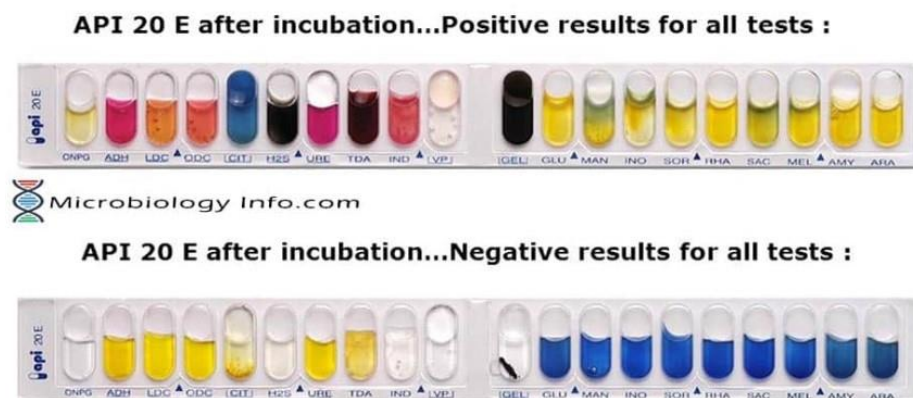 API 20 E after incubation...Positive results for all tests :
api 20 E
ONPG ADH LDC ODC CIT H2S URE TDA IND VP GEL GLU MAN INO SOR RHA SAC MEL AMY ARA
Microbiology Info.com
API 20 E after incubation...Negative results for all tests :
api 20 E
ONPG ADH LDC ODC CIT H2S URE TDA IND VP GEL GLU MAN INO SOR RHA SAC MEL AMY ARA